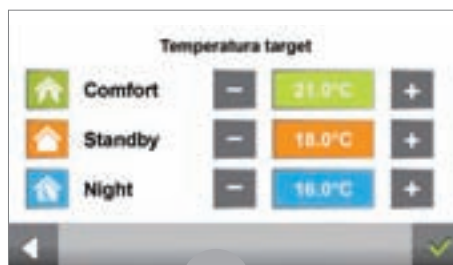 Temperatura target
Comfort − 21.0°C +
Standby − 18.0°C +
Night − 16.0°C +